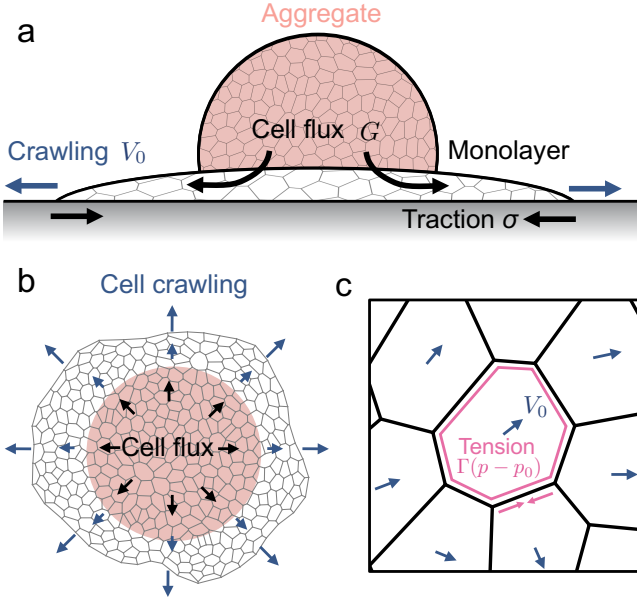 a
Aggregate
Cell flux G
Crawling V₀
Monolayer
Traction σ
b
Cell crawling
Cell flux
c
V₀
Tension
Γ(p − p₀)